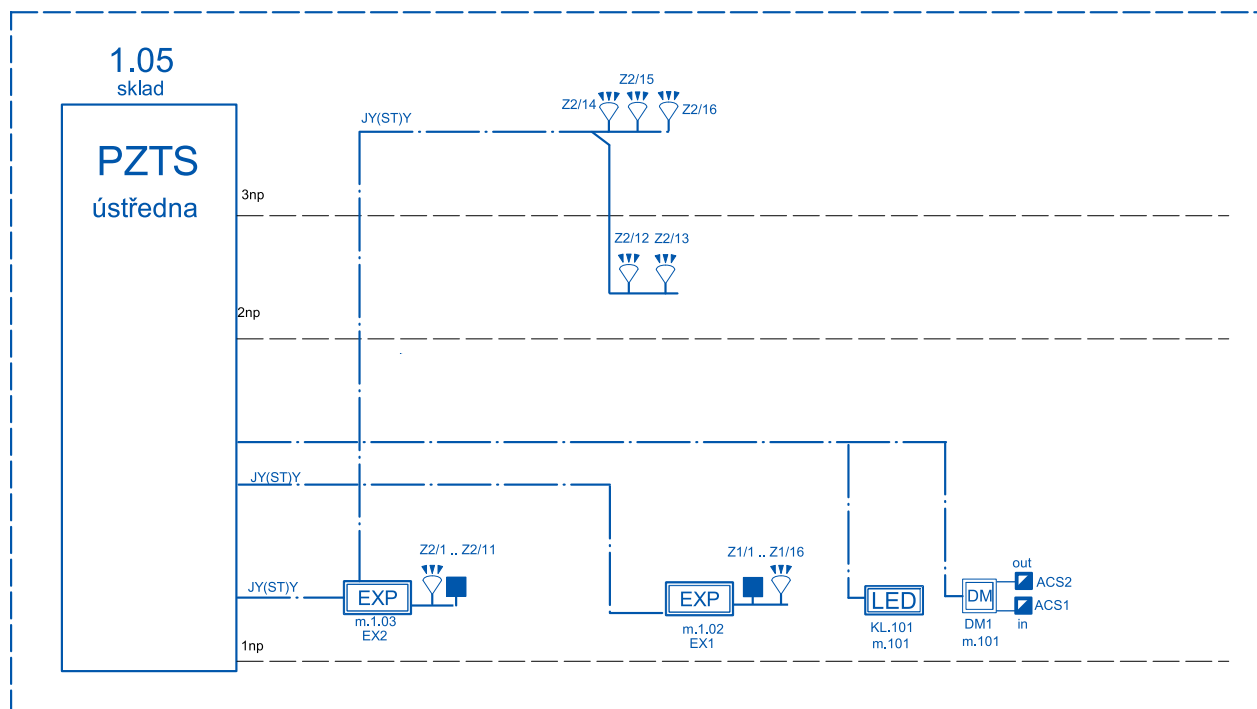 1.05
sklad
PZTS
ústředna
Z2/15
Z2/14
Z2/16
JY(ST)Y
3np
Z2/12 Z2/13
2np
JY(ST)Y
Z2/1 .. Z2/11
Z1/1 .. Z1/16
JY(ST)Y
EXP
m.1.03
EX2
EXP
m.1.02
EX1
LED
KL.101
m.101
DM
DM1
m.101
out
ACS2
ACS1
in
1np